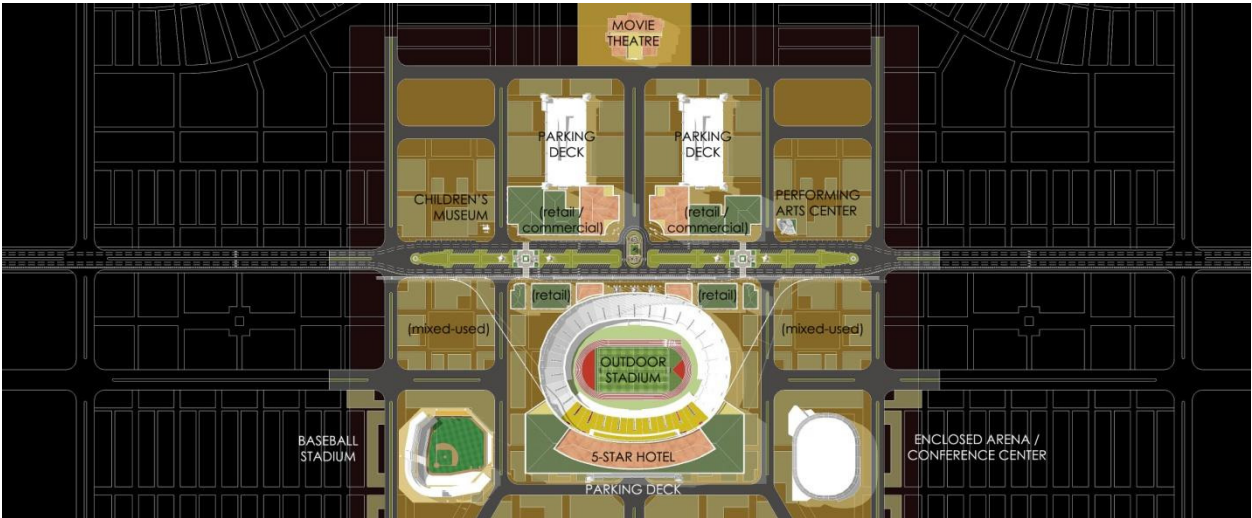 MOVIE
THEATRE
PARKING
DECK
PARKING
DECK
CHILDREN'S
MUSEUM
(retail /
commercial)
(retail /
commercial)
PERFORMING
ARTS CENTER
(retail)
(retail)
(mixed-used)
(mixed-used)
OUTDOOR
STADIUM
BASEBALL
STADIUM
5-STAR HOTEL
ENCLOSED ARENA /
CONFERENCE CENTER
PARKING DECK